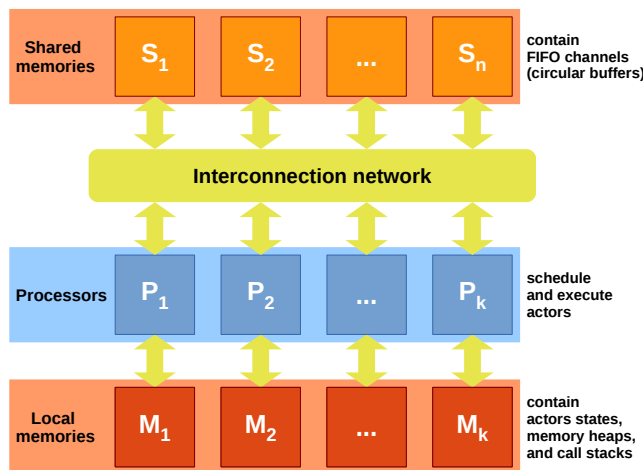 Shared
memories
S1 S2 ... Sn
contain
FIFO channels
(circular buffers)
Interconnection network
Processors
P1 P2 ... Pk
schedule
and execute
actors
Local
memories
M1 M2 ... Mk
contain
actors states,
memory heaps,
and call stacks